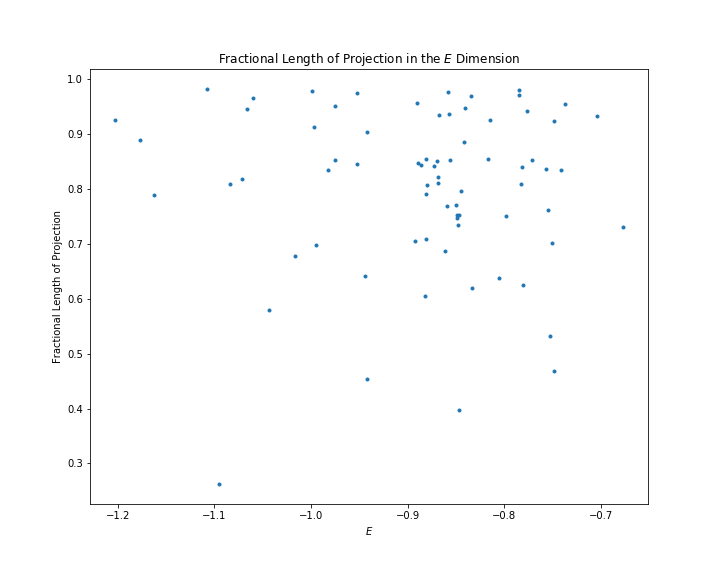 Fractional Length of Projection in the E Dimension
1.0
0.9
0.8
0.7
0.6
0.5
0.4
0.3
Fractional Length of Projection
−1.2 −1.1 −1.0 −0.9 −0.8 −0.7
E